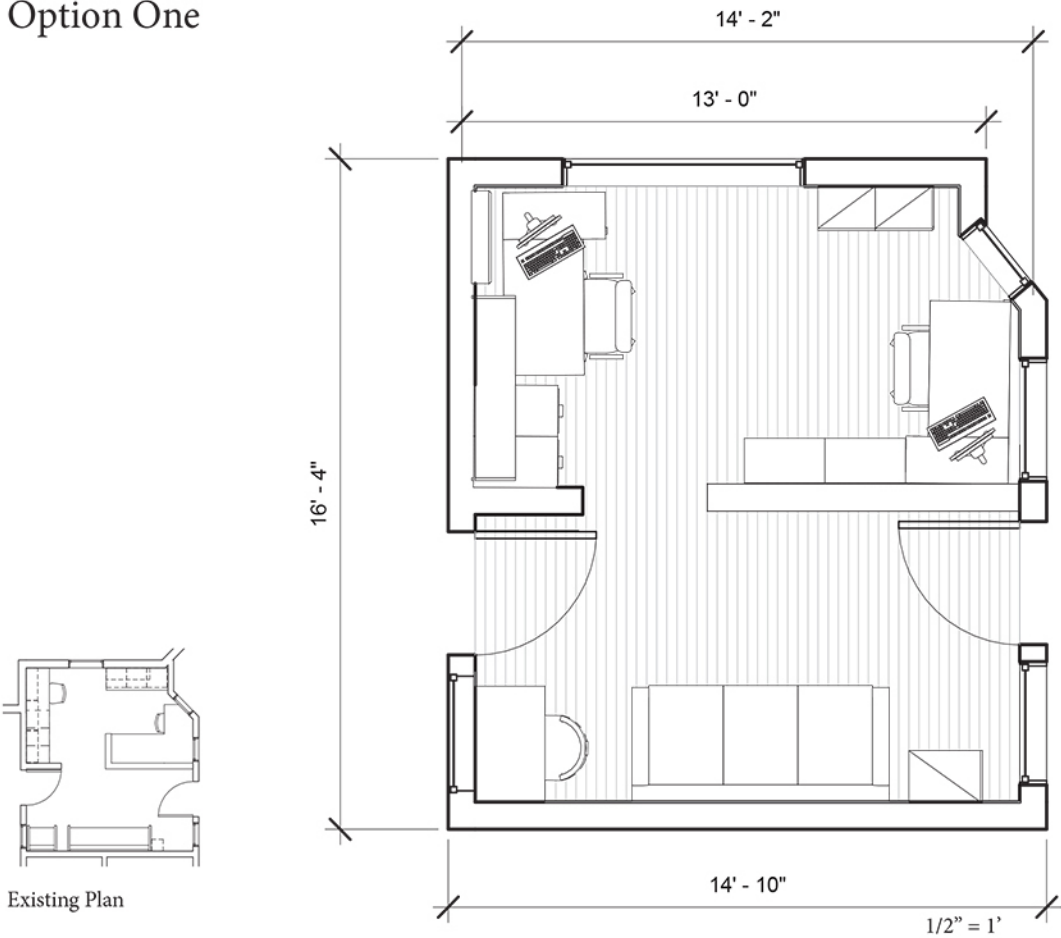 Option One
14' - 2"
13' - 0"
16' - 4"
14' - 10"
1/2” = 1’
Existing Plan